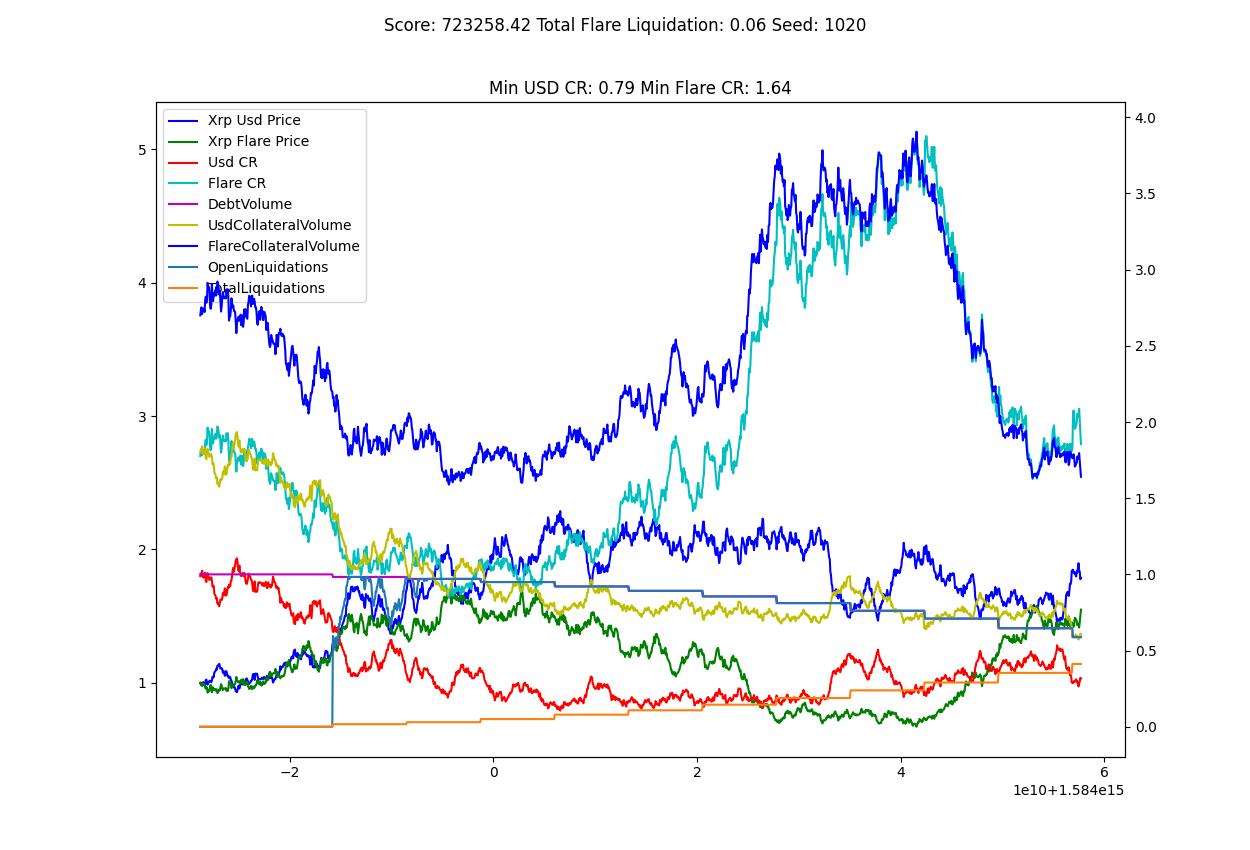 Score: 723258.42 Total Flare Liquidation: 0.06 Seed: 1020
Min USD CR: 0.79 Min Flare CR: 1.64
Xrp Usd Price
Xrp Flare Price
Usd CR
Flare CR
DebtVolume
UsdCollateralVolume
FlareCollateralVolume
OpenLiquidations
TotalLiquidations
5
4
3
2
1
4.0
3.5
3.0
2.5
2.0
1.5
1.0
0.5
0.0
−2 0 2 4 6
1e10+1.584e15